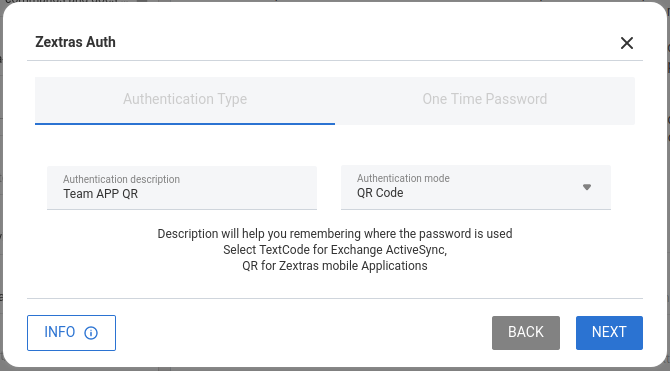 Zextras Auth
Authentication Type
One Time Password
Authentication description
Team APP QR
Authentication mode
QR Code
Description will help you remembering where the password is used
Select TextCode for Exchange ActiveSync,
QR for Zextras mobile Applications
INFO
BACK
NEXT